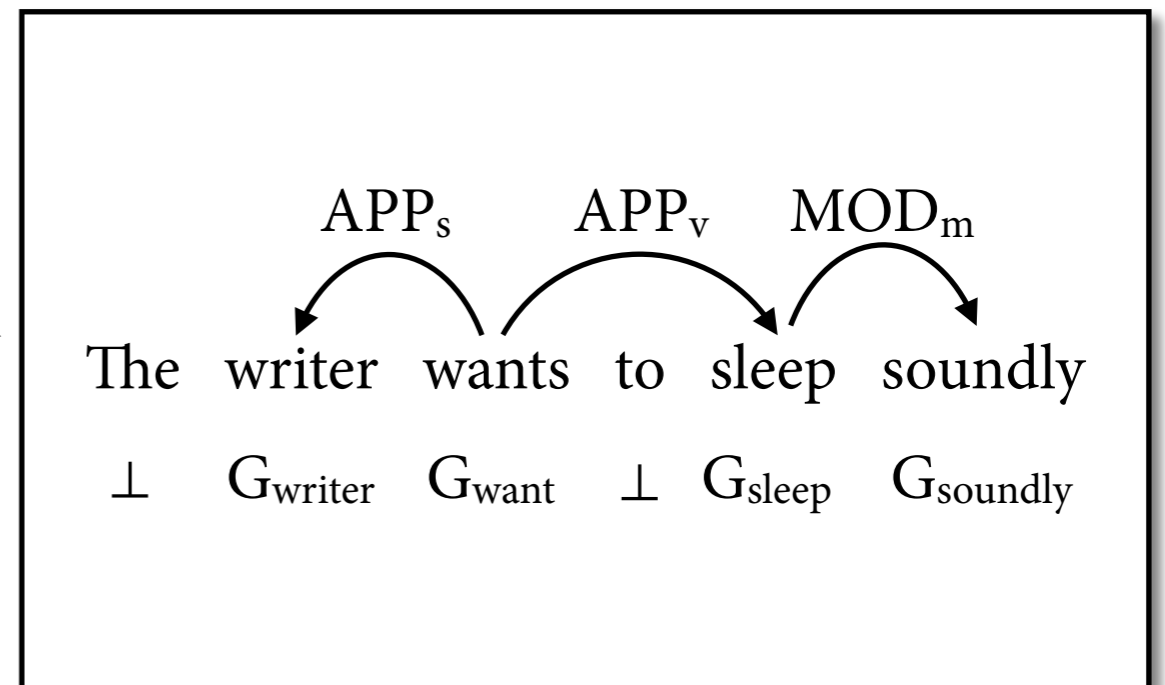 APPs APPv MODm
The writer wants to sleep soundly
⊥ Gwriter Gwant ⊥ Gsleep Gsoundly